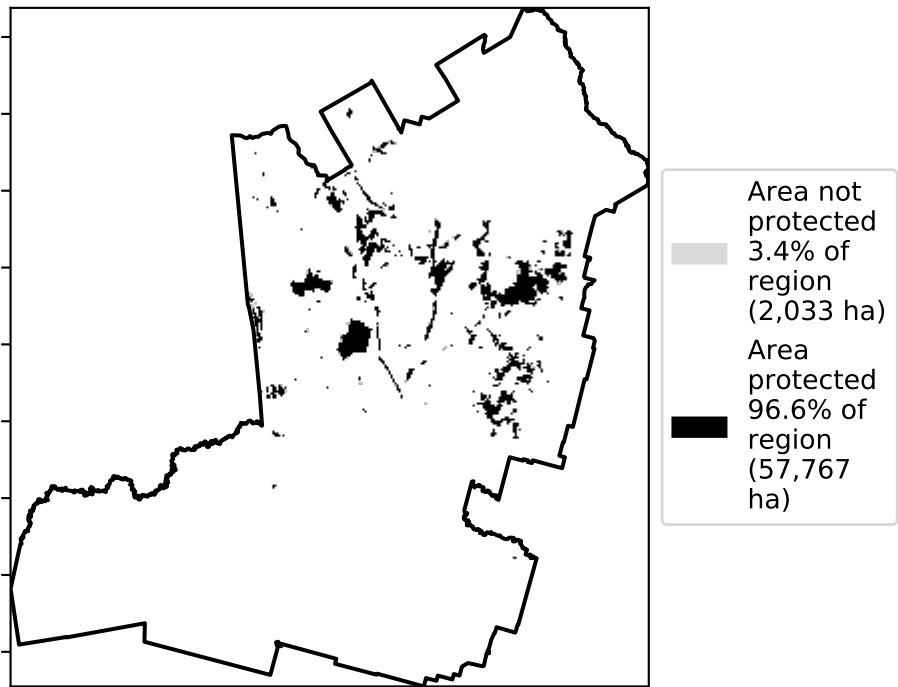 Area not
protected
3.4% of
region
(2,033 ha)
Area
protected
96.6% of
region
(57,767
ha)